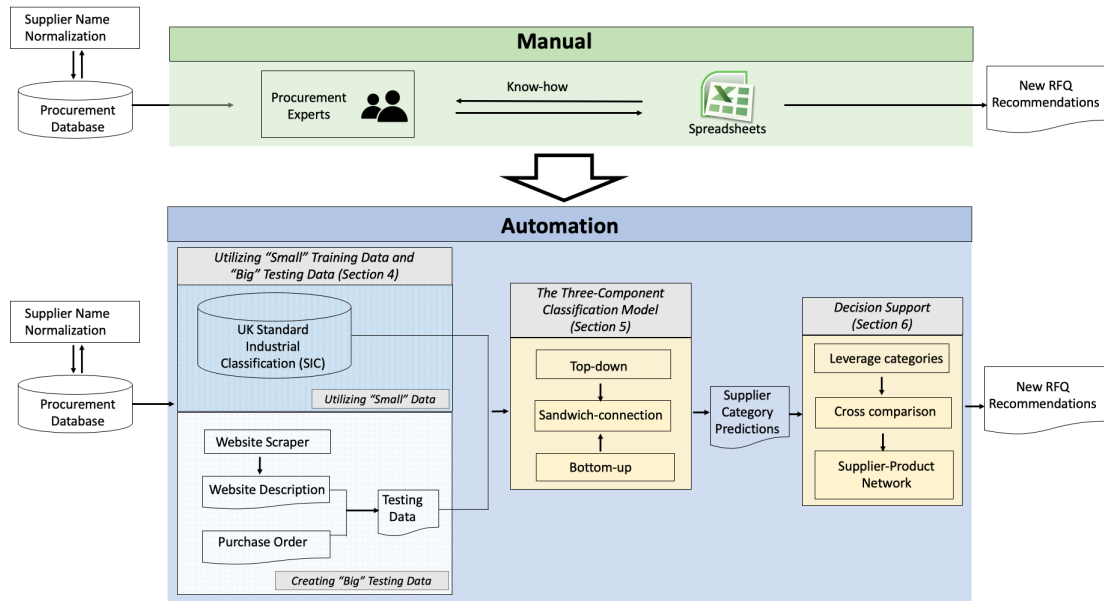 Supplier Name
Normalization
Procurement
Database
Manual
Procurement
Experts
Know-how
Spreadsheets
New RFQ
Recommendations
Automation
Supplier Name
Normalization
Procurement
Database
Utilizing “Small” Training Data and
“Big” Testing Data (Section 4)
UK Standard
Industrial
Classification (SIC)
Utilizing “Small” Data
Website Scraper
Website Description
Purchase Order
Testing
Data
Creating “Big” Testing Data
The Three-Component
Classification Model
(Section 5)
Top-down
Sandwich-connection
Bottom-up
Supplier
Category
Predictions
Decision Support
(Section 6)
Leverage categories
Cross comparison
Supplier-Product
Network
New RFQ
Recommendations